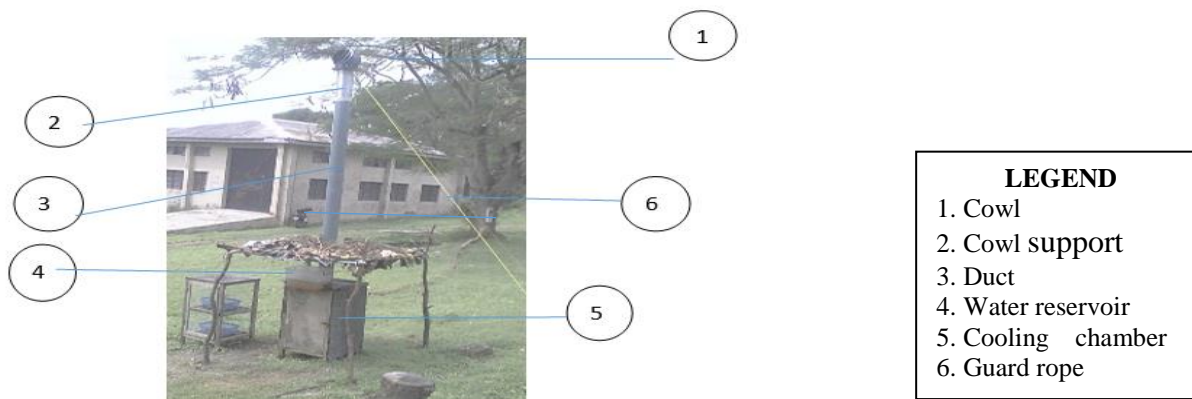 1
2
3
4
5
6
LEGEND
1. Cowl
2. Cowl support
3. Duct
4. Water reservoir
5. Cooling chamber
6. Guard rope